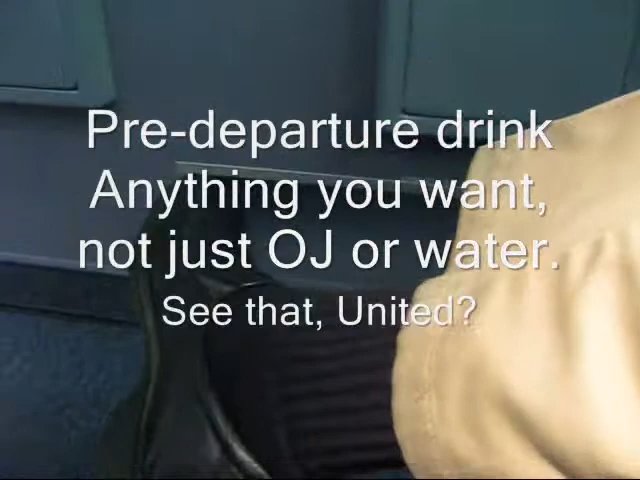 Pre-departure drink
Anything you want,
not just OJ or water.
See that, United?